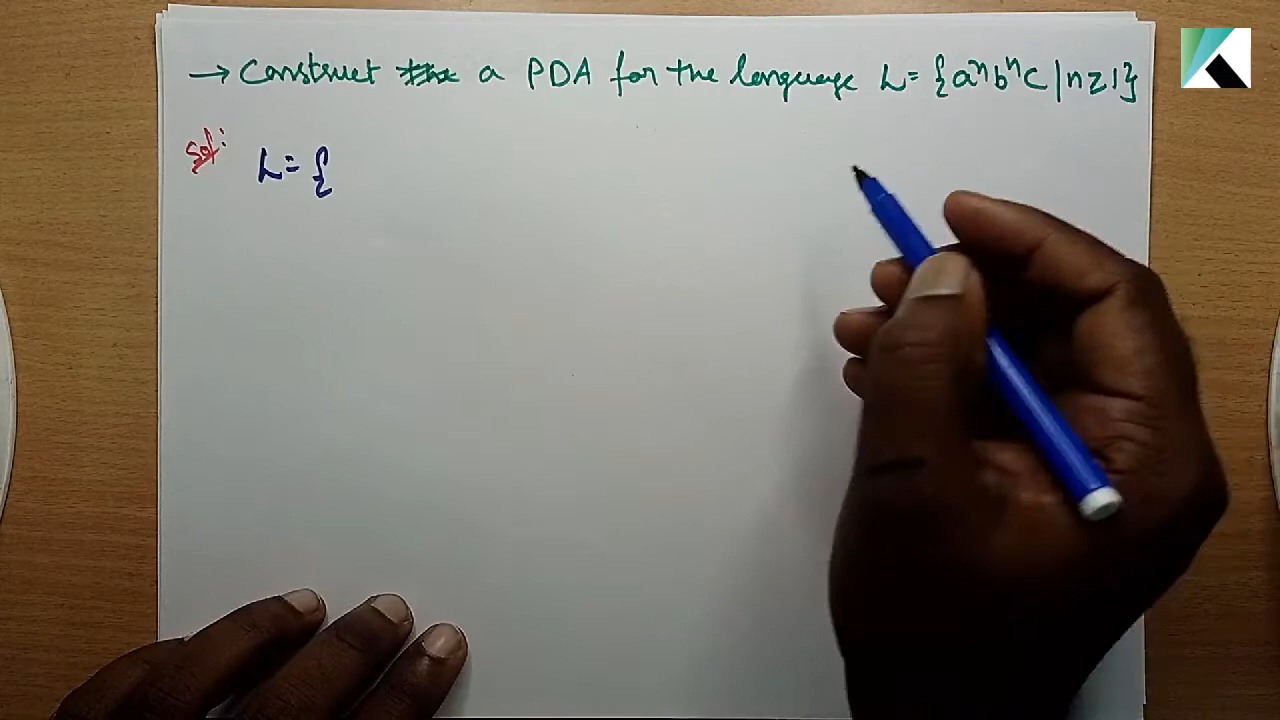 → Construct a PDA for the language L = {aⁿbⁿc | n≥1}
Sol:
L = {